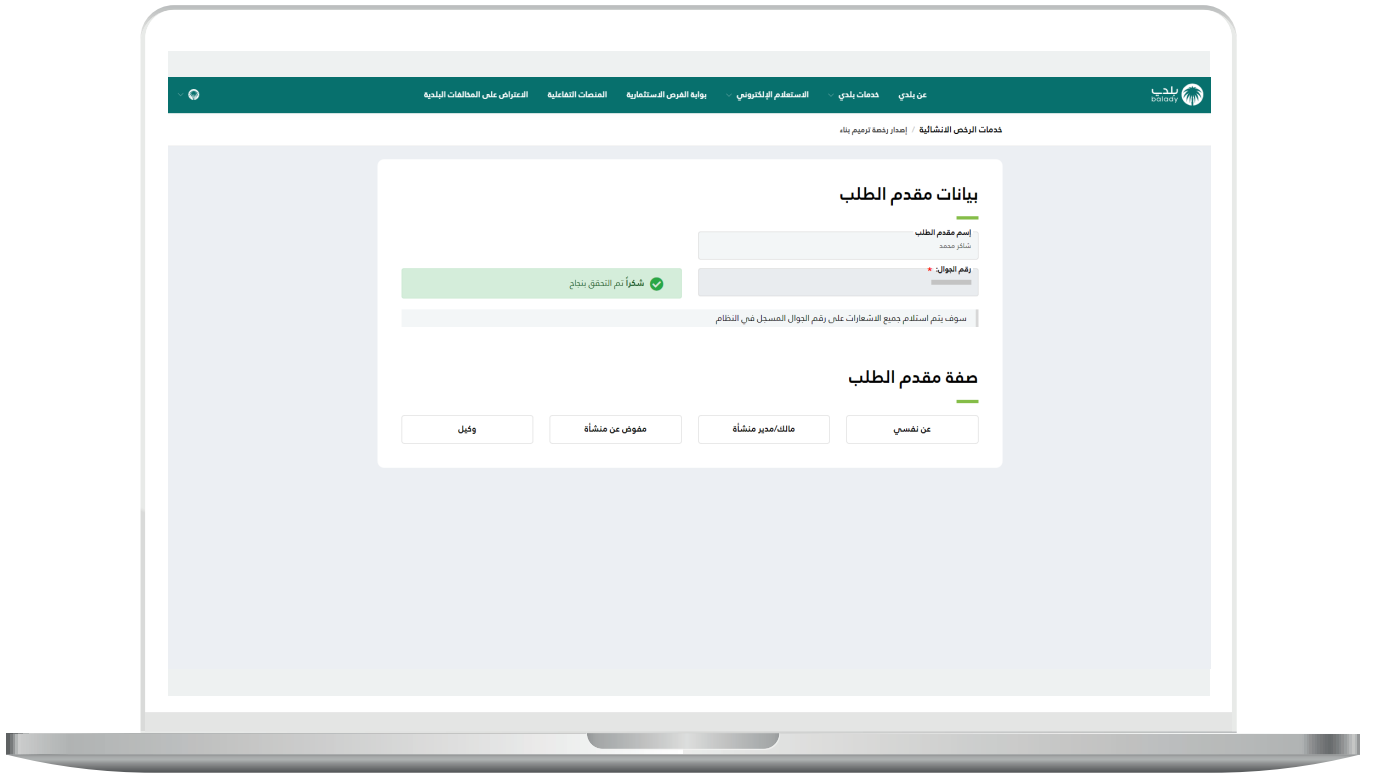 بلدي
balady
عن بلدي خدمات بلدي الاستعلام الإلكتروني بوابة الفرص الاستثمارية المنصات التفاعلية الاعتراض على المخالفات البلدية
خدمات الرخص الانشائية / إصدار رخصة ترميم بناء
بيانات مقدم الطلب
إسم مقدم الطلب
شاكر محمد
رقم الجوال: *
شكراً تم التحقق بنجاح
سوف يتم استلام جميع الاشعارات على رقم الجوال المسجل في النظام
صفة مقدم الطلب
عن نفسي مالك/مدير منشأة مفوض عن منشأة وكيل